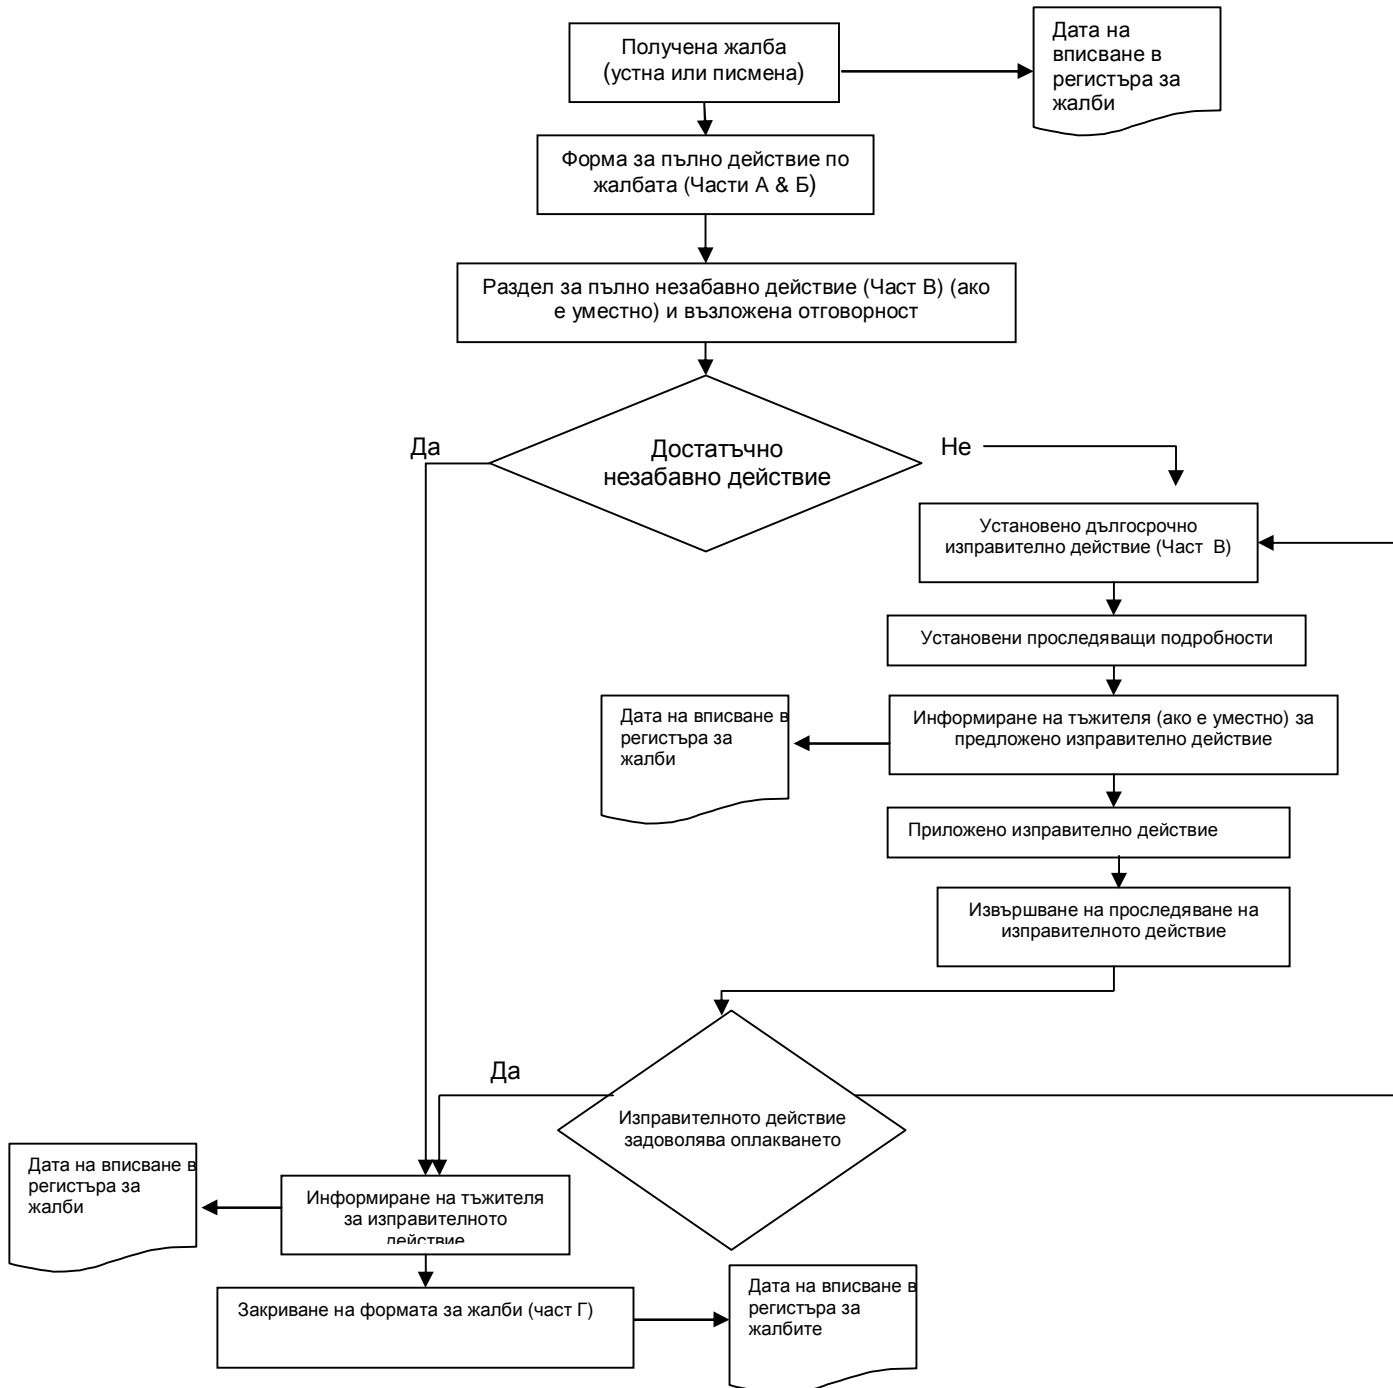 Получена жалба
(устна или писмена)
Дата на
вписване в
регистъра за
жалби
Форма за пълно действие по
жалбата (Части А & Б)
Раздел за пълно незабавно действие (Част В) (ако
е уместно) и възложена отговорност
Да
Достатъчно
незабавно действие
Не
Установено дългосрочно
изправително действие (Част В)
Установени проследяващи подробности
Дата на вписване в
регистъра за
жалби
Информиране на тъжителя (ако е уместно) за
предложено изправително действие
Приложено изправително действие
Извършване на проследяване на
изправителното действие
Да
Изправителното действие
задоволява оплакването
Дата на вписване в
регистъра за
жалби
Информиране на тъжителя
за изправителното
действие
Закриване на формата за жалби (част Г)
Дата на вписване в
регистъра за
жалбите